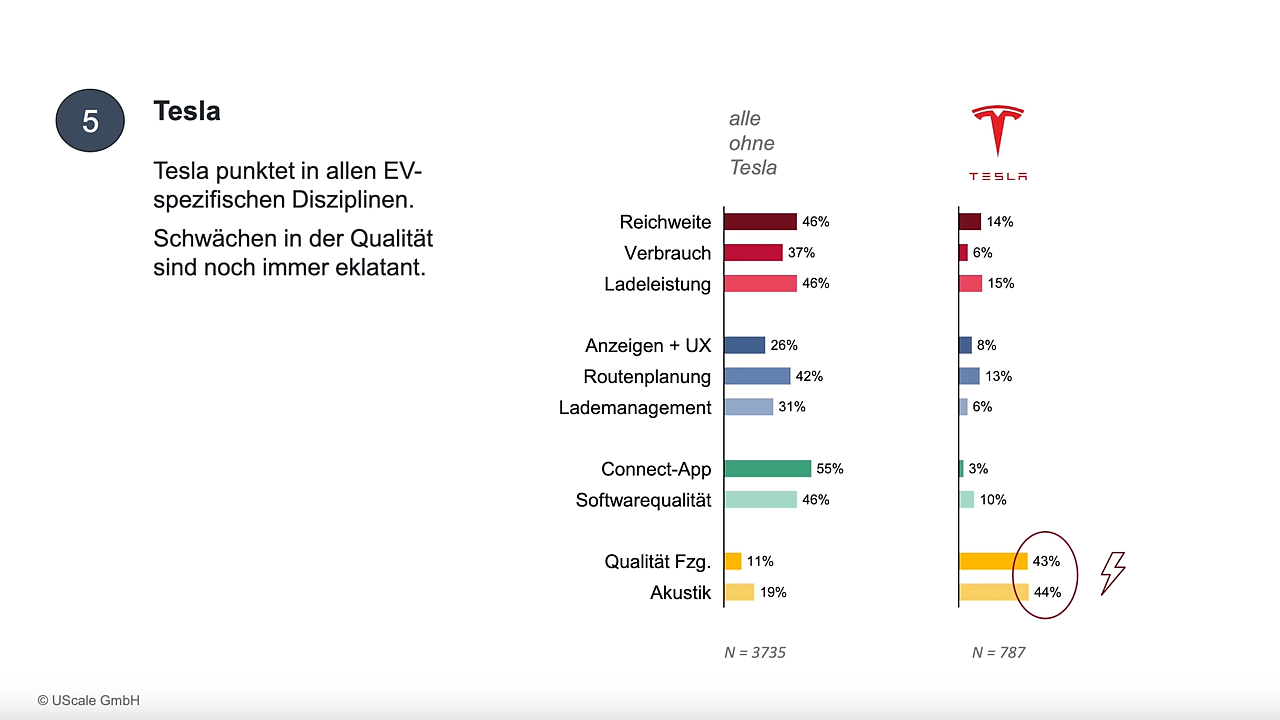 5
Tesla
Tesla punktet in allen EV-
spezifischen Disziplinen.
Schwächen in der Qualität
sind noch immer eklatant.
alle
ohne
Tesla
TESLA
Reichweite 46% 14%
Verbrauch 37% 6%
Ladeleistung 46% 15%
Anzeigen + UX 26% 8%
Routenplanung 42% 13%
Lademanagement 31% 6%
Connect-App 55% 3%
Softwarequalität 46% 10%
Qualität Fzg. 11% 43%
Akustik 19% 44%
N = 3735 N = 787
© UScale GmbH